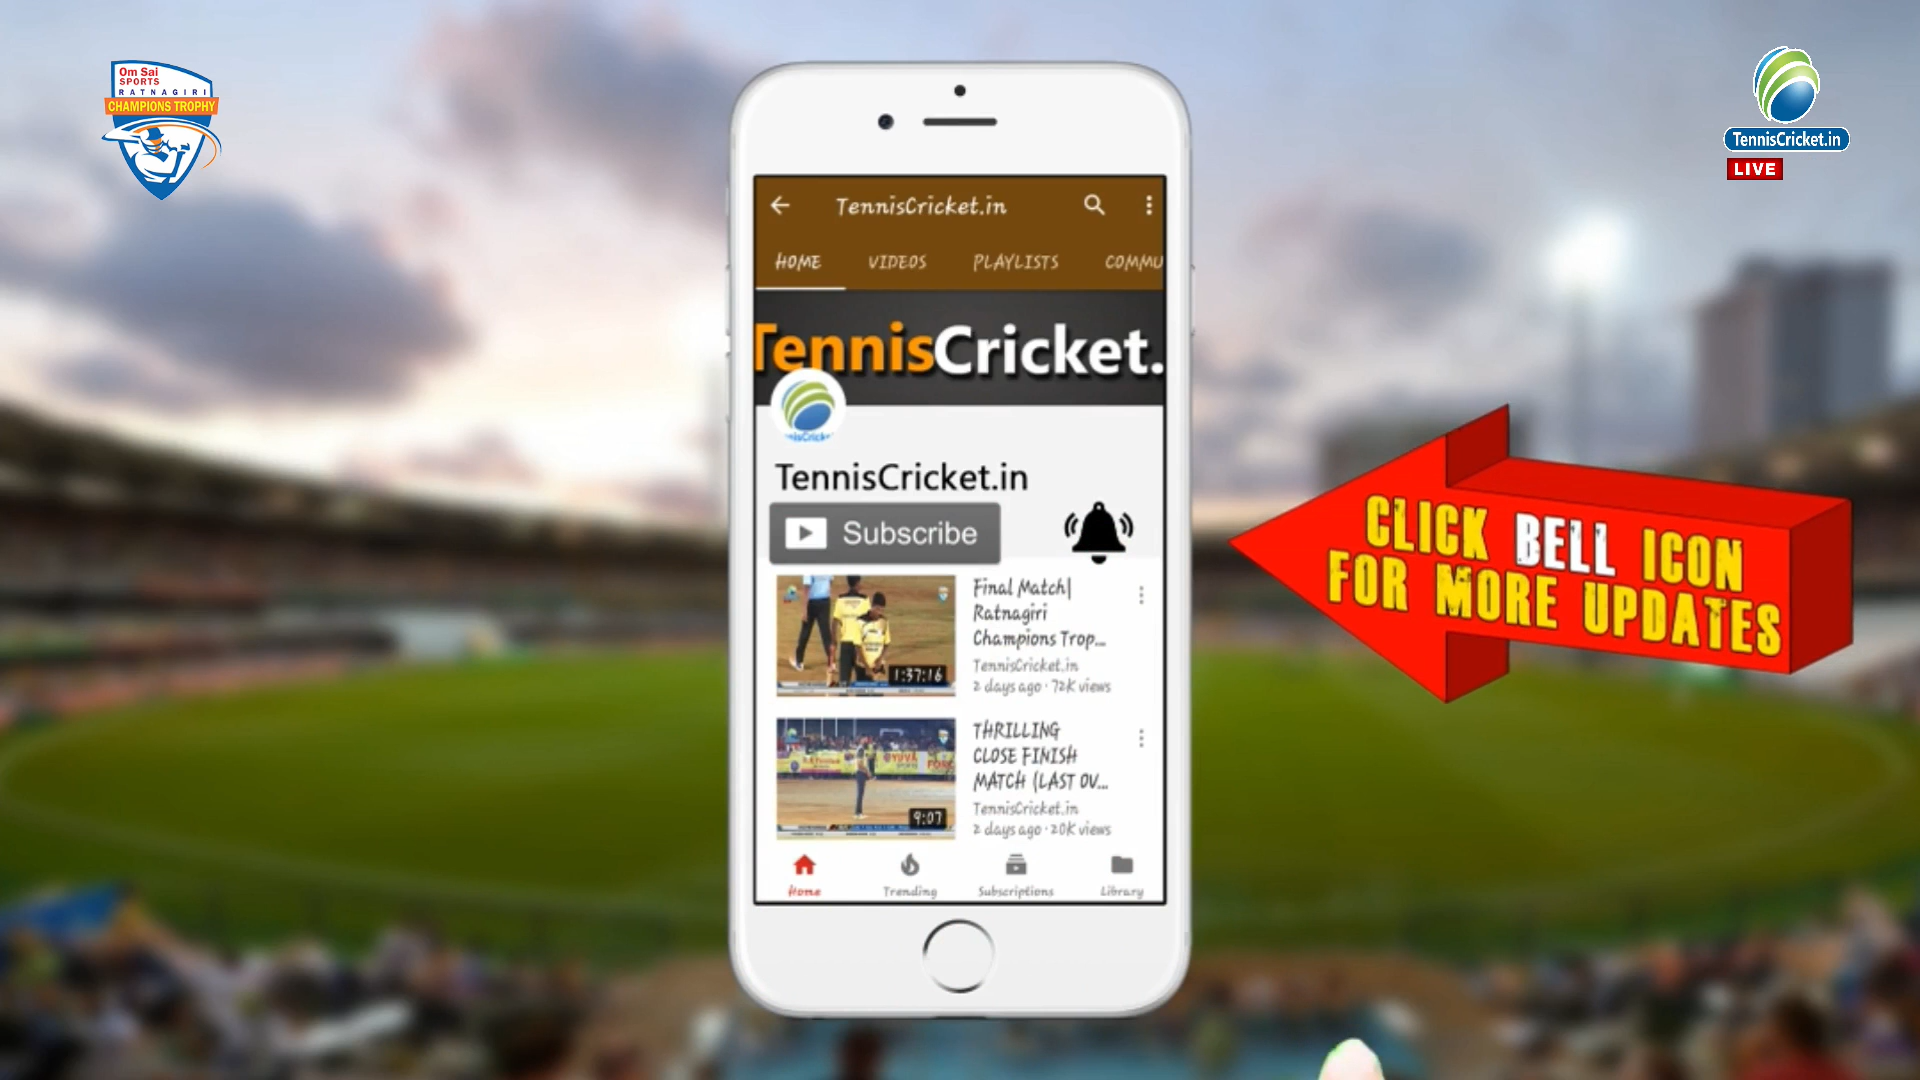 Om Sai
SPORTS
RATNAGIRI
CHAMPIONS TROPHY
TennisCricket.in
LIVE
TennisCricket.in
HOME VIDEOS PLAYLISTS COMMU
TennisCricket.
TennisCricket.in
Subscribe
Final Match|
Ratnagiri
Champions Trop...
TennisCricket.in
2 days ago · 72K views
1:37:16
THRILLING
CLOSE FINISH
MATCH (LAST OV...
TennisCricket.in
2 days ago · 20K views
9:07
Home Trending Subscriptions Library
CLICK BELL ICON
FOR MORE UPDATES